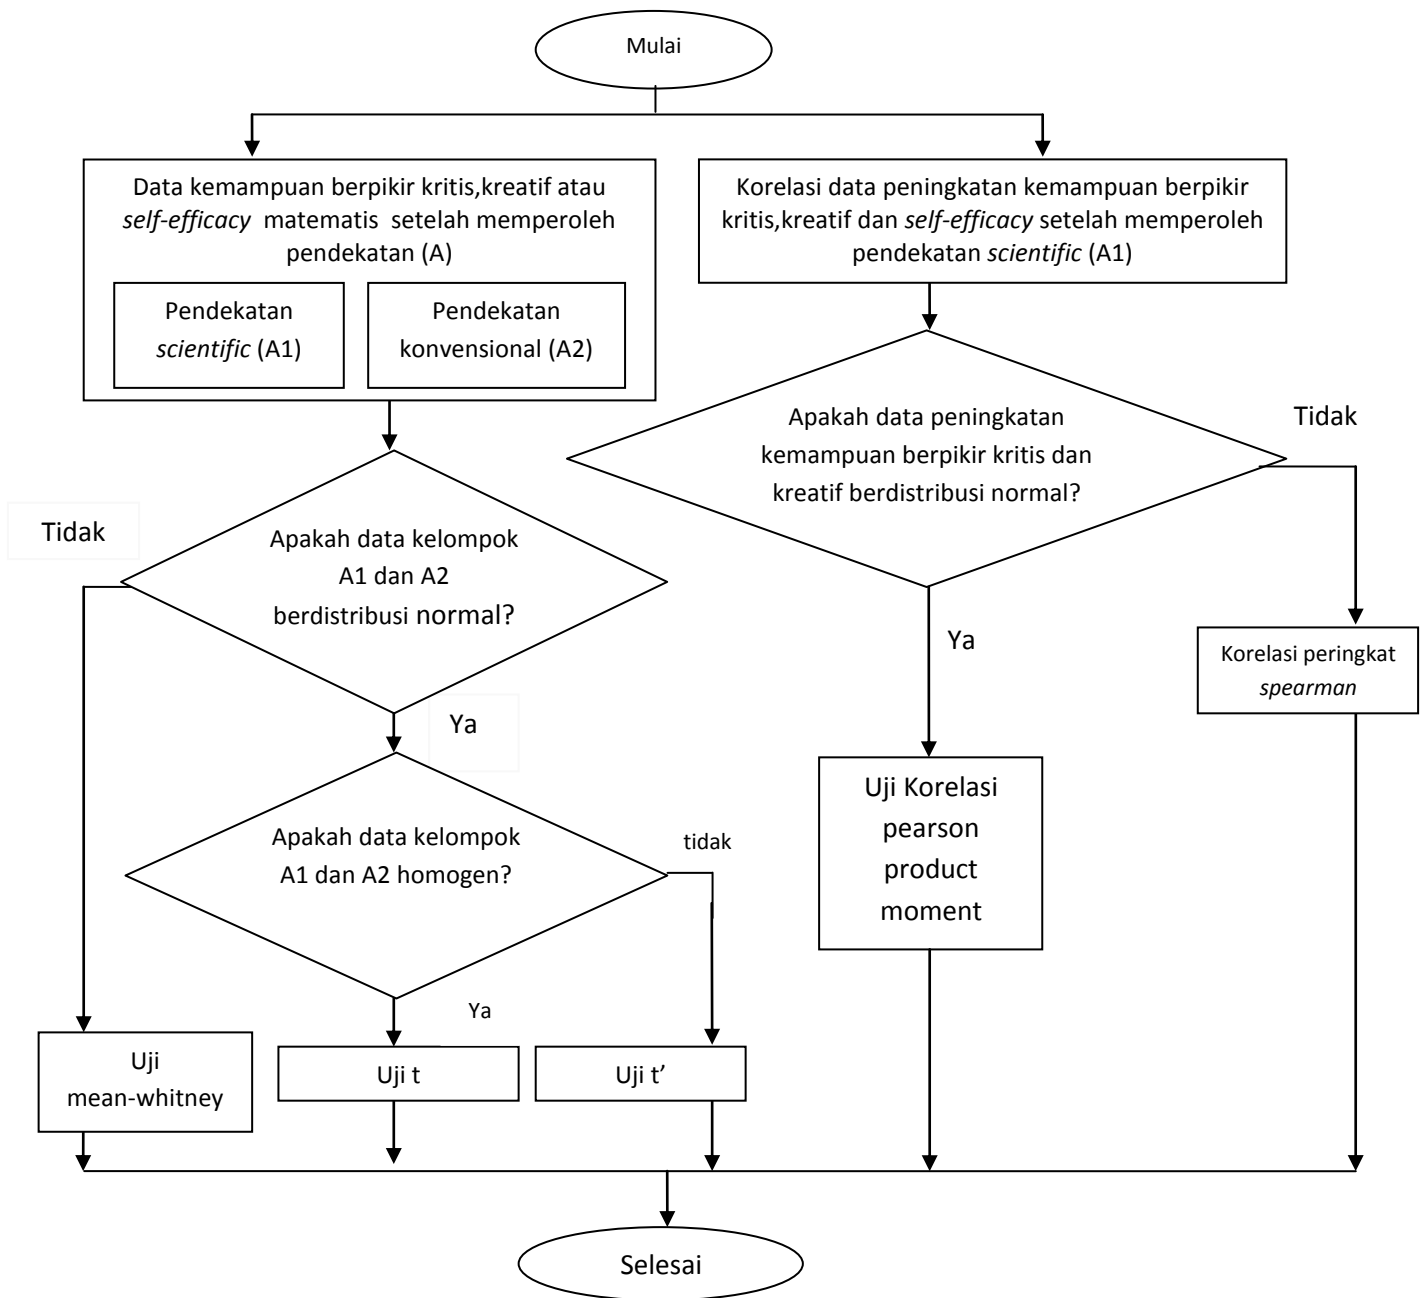 Mulai
Data kemampuan berpikir kritis,kreatif atau
self-efficacy matematis setelah memperoleh
pendekatan (A)
Pendekatan
scientific (A1)
Pendekatan
konvensional (A2)
Korelasi data peningkatan kemampuan berpikir
kritis,kreatif dan self-efficacy setelah memperoleh
pendekatan scientific (A1)
Apakah data peningkatan
kemampuan berpikir kritis dan
kreatif berdistribusi normal?
Tidak
Tidak
Apakah data kelompok
A1 dan A2
berdistribusi normal?
Ya
Korelasi peringkat
spearman
Ya
Uji Korelasi
pearson
product
moment
Apakah data kelompok
A1 dan A2 homogen?
tidak
Ya
Uji
mean-whitney
Uji t
Uji t’
Selesai